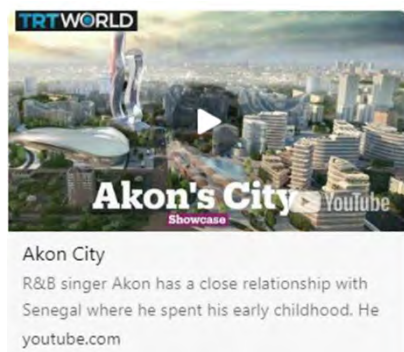 TRT WORLD
Akon's City
YouTube
Showcase
Akon City
R&B singer Akon has a close relationship with
Senegal where he spent his early childhood. He
youtube.com